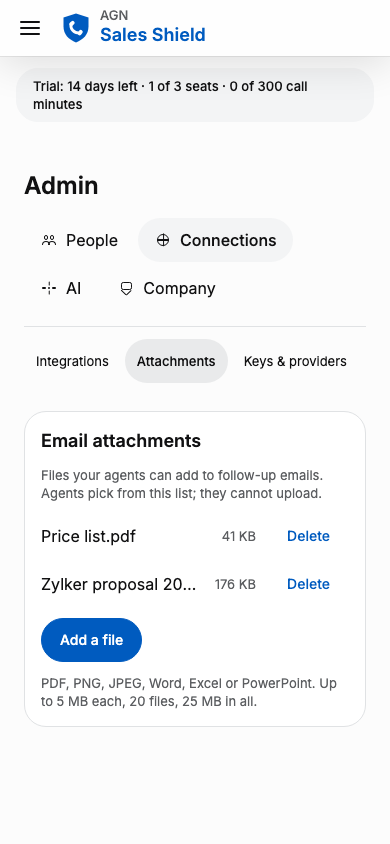 AGN
Sales Shield
Trial: 14 days left · 1 of 3 seats · 0 of 300 call
minutes
Admin
People
Connections
AI
Company
Integrations
Attachments
Keys & providers
Email attachments
Files your agents can add to follow-up emails.
Agents pick from this list; they cannot upload.
Price list.pdf 41 KB Delete
Zylker proposal 20... 176 KB Delete
Add a file
PDF, PNG, JPEG, Word, Excel or PowerPoint. Up
to 5 MB each, 20 files, 25 MB in all.